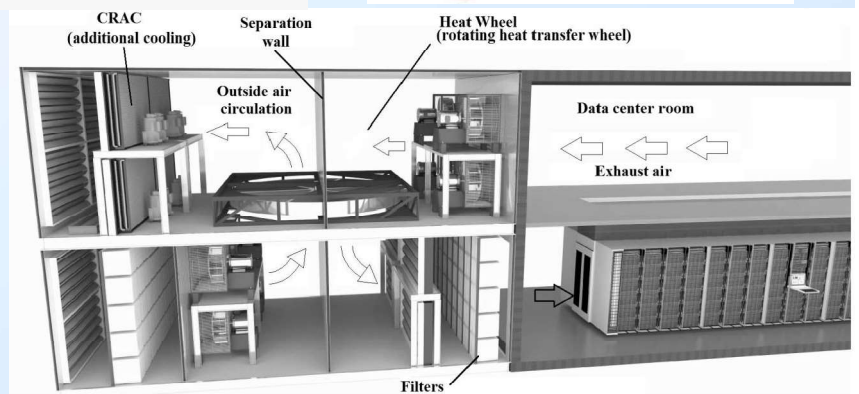 CRAC
(additional cooling)
Separation
wall
Heat Wheel
(rotating heat transfer wheel)
Outside air
circulation
Data center room
Exhaust air
Filters